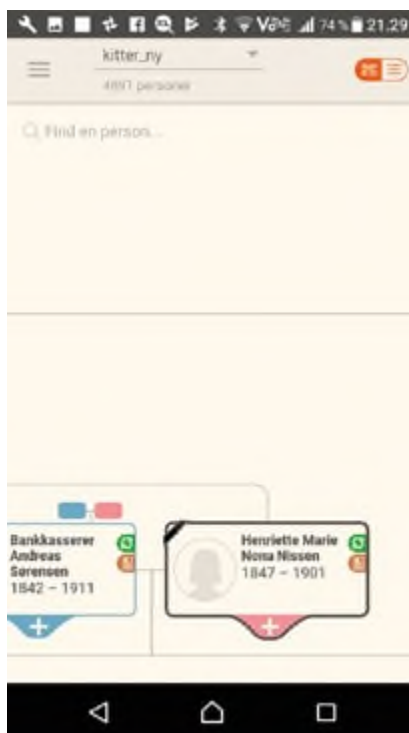 74 % 21.29
kitter_ny
4897 personer
Find en person...
Bankkasserer
Andreas
Sørensen
1842 – 1911
Henriette Marie
Nona Nissen
1847 – 1901